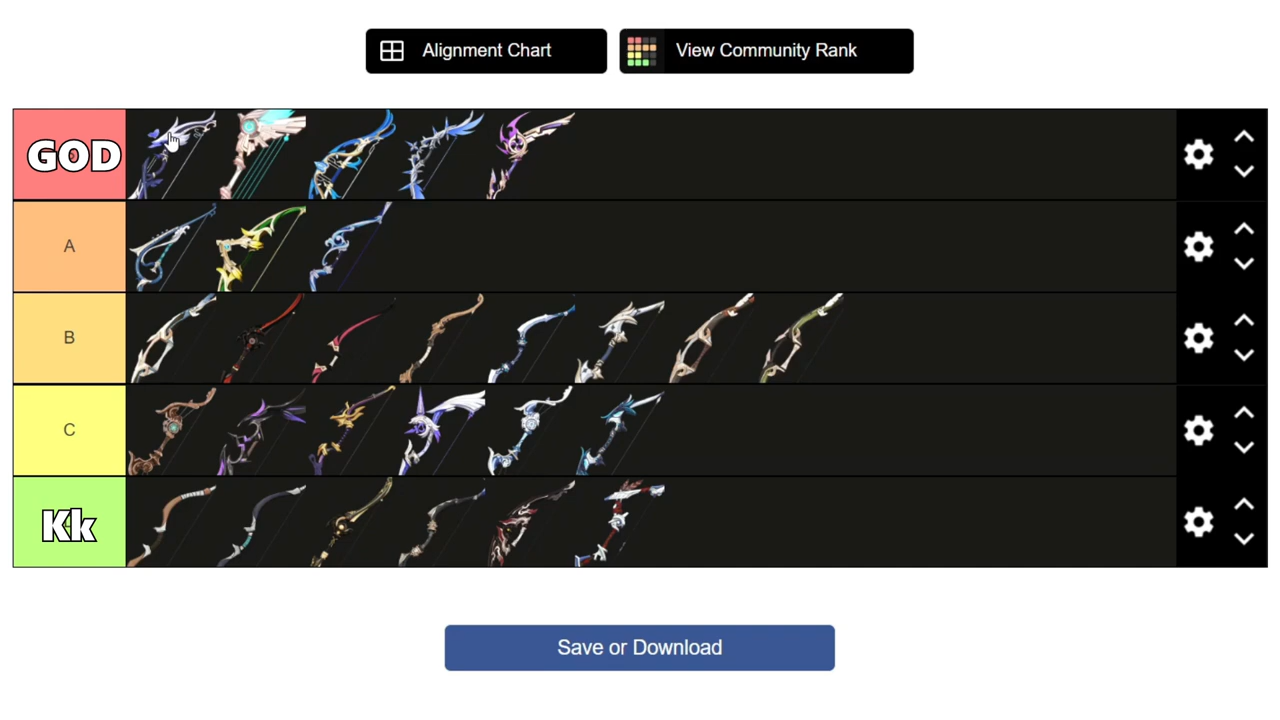 Alignment Chart
View Community Rank
GOD
A
B
C
Kk
Save or Download